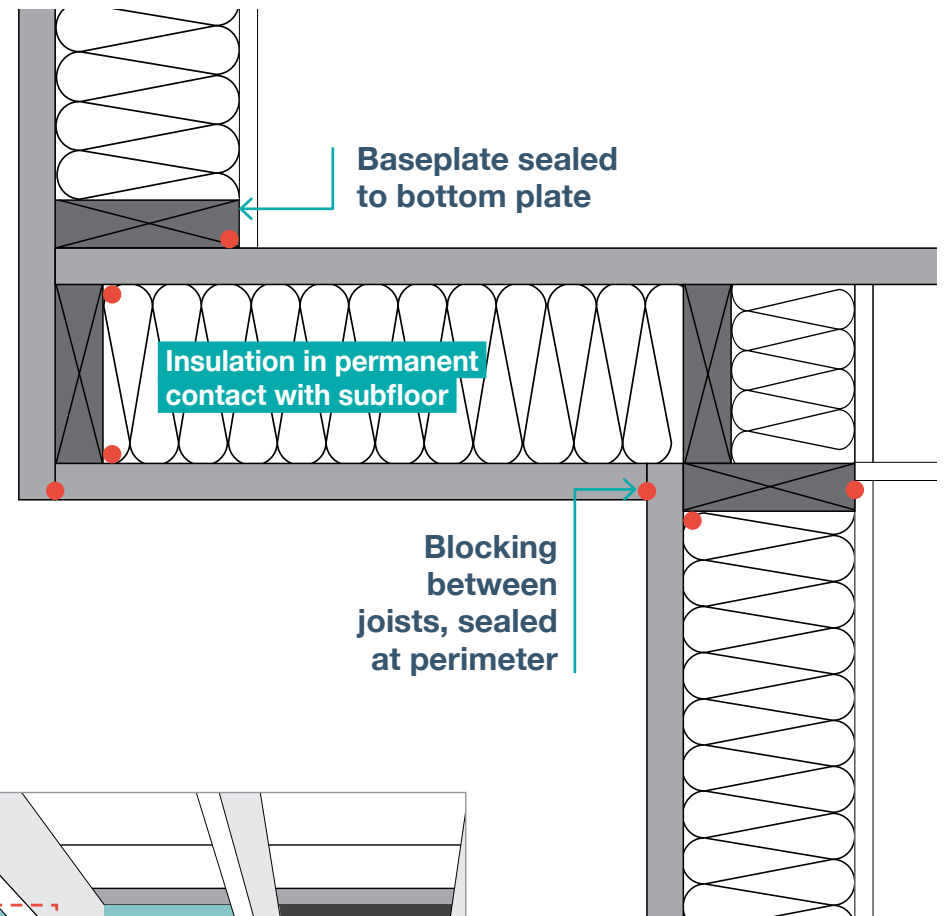 Baseplate sealed
to bottom plate
Insulation in permanent
contact with subfloor
Blocking
between
joists, sealed
at perimeter